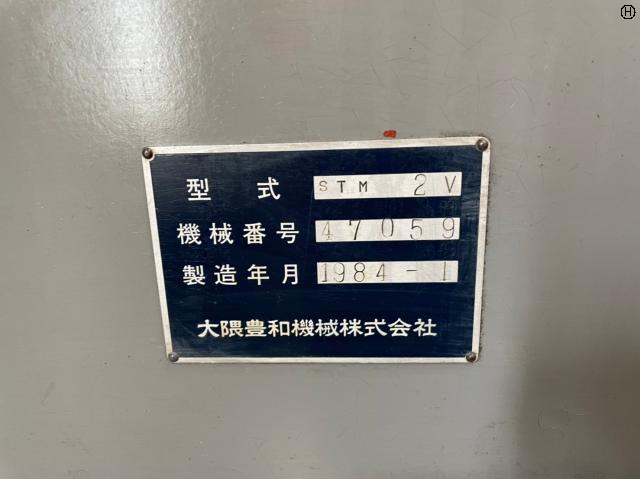 Ⓗ
型 式 STM 2V
機械番号 47059
製造年月 1984-1
大隈豊和機械株式会社